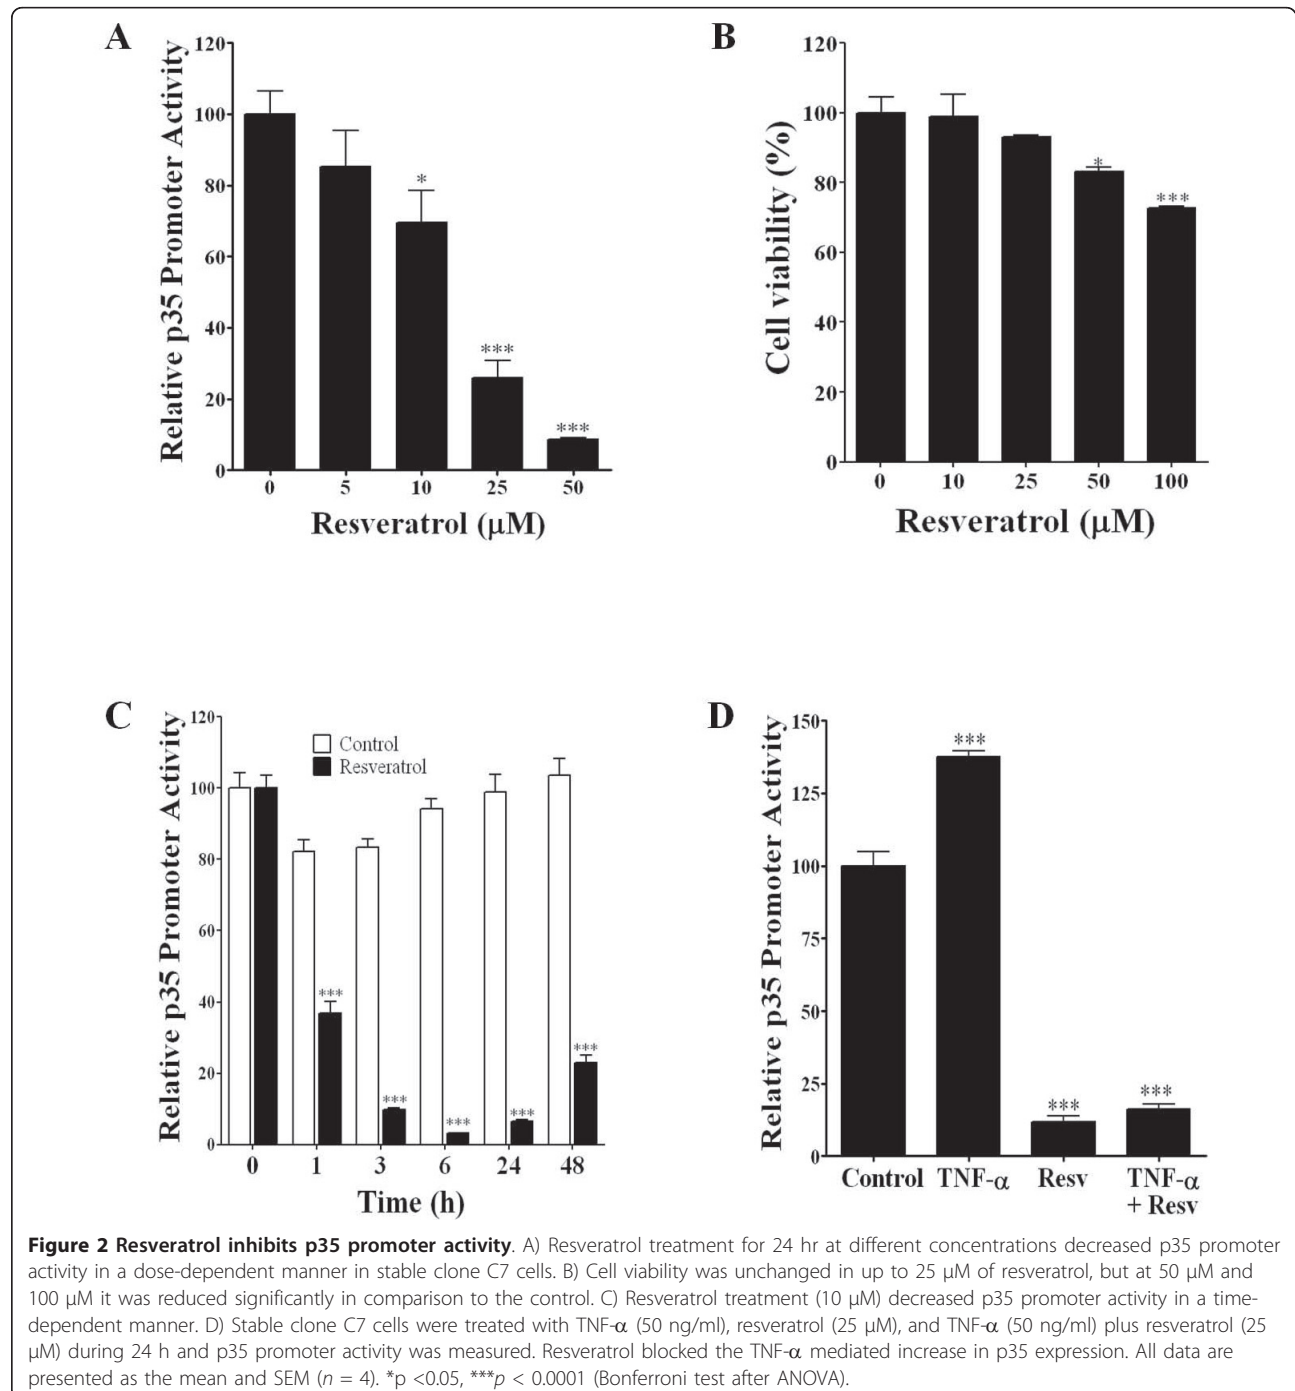 A
Relative p35 Promoter Activity
120
100
80
60
40
20
0
*
***
***
0 5 10 25 50
Resveratrol (μM)
B
Cell viability (%)
120
100
80
60
40
20
0
*
***
0 10 25 50 100
Resveratrol (μM)
C
Relative p35 Promoter Activity
120
100
80
60
40
20
0
Control
Resveratrol
***
***
***
***
***
0 1 3 6 24 48
Time (h)
D
Relative p35 Promoter Activity
150
125
100
75
50
25
0
***
***
***
Control TNF-α Resv TNF-α
+ Resv
Figure 2 Resveratrol inhibits p35 promoter activity. A) Resveratrol treatment for 24 hr at different concentrations decreased p35 promoter
activity in a dose-dependent manner in stable clone C7 cells. B) Cell viability was unchanged in up to 25 μM of resveratrol, but at 50 μM and
100 μM it was reduced significantly in comparison to the control. C) Resveratrol treatment (10 μM) decreased p35 promoter activity in a time-
dependent manner. D) Stable clone C7 cells were treated with TNF-α (50 ng/ml), resveratrol (25 μM), and TNF-α (50 ng/ml) plus resveratrol (25
μM) during 24 h and p35 promoter activity was measured. Resveratrol blocked the TNF-α mediated increase in p35 expression. All data are
presented as the mean and SEM (n = 4). *p <0.05, ***p < 0.0001 (Bonferroni test after ANOVA).